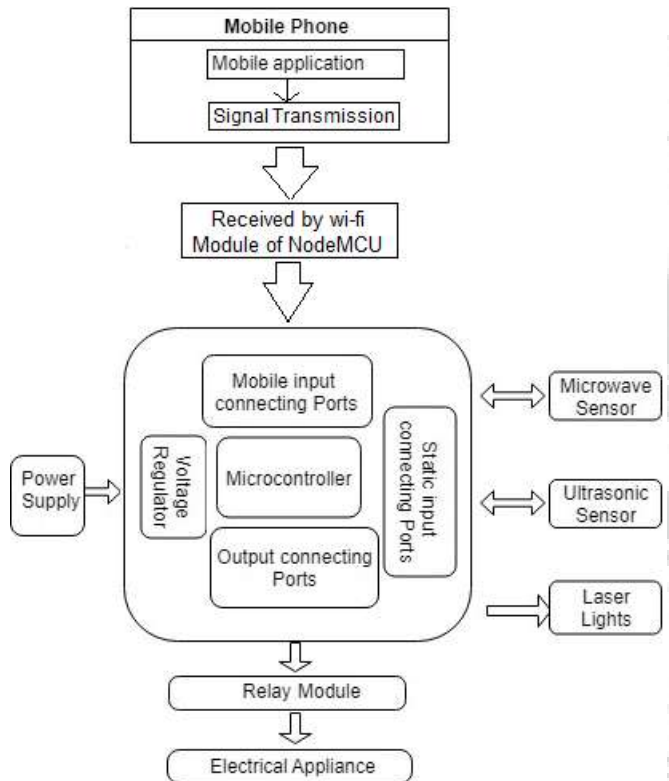 Mobile Phone
Mobile application
Signal Transmission
Received by wi-fi
Module of NodeMCU
Mobile input
connecting Ports
Microwave
Sensor
Static input
connecting Ports
Voltage
Regulator
Microcontroller
Power
Supply
Ultrasonic
Sensor
Output connecting
Ports
Laser
Lights
Relay Module
Electrical Appliance